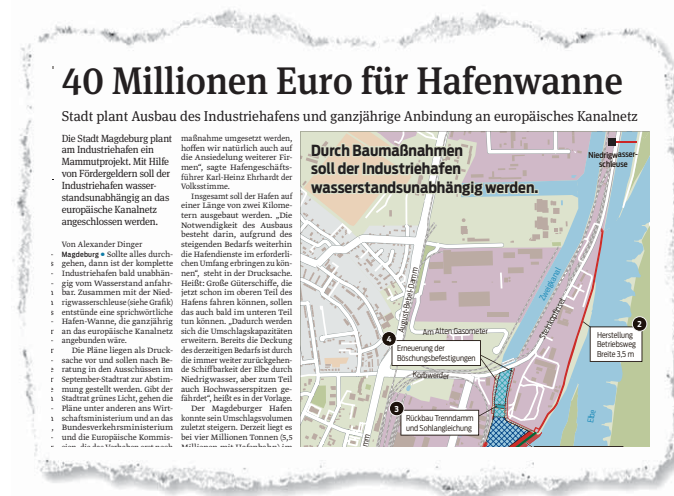 40 Millionen Euro für Hafenwanne
Stadt plant Ausbau des Industriehafens und ganzjährige Anbindung an europäisches Kanalnetz
Die Stadt Magdeburg plant
am Industriehafen ein
Mammutprojekt. Mit Hilfe
von Fördergeldern soll der
Industriehafen wasser-
standsunabhängig an das
europäische Kanalnetz
angeschlossen werden.
Von Alexander Dinger
Magdeburg ● Sollte alles durch-
gehen, dann ist der komplette
Industriehafen bald unabhän-
gig vom Wasserstand anfahr-
bar. Zusammen mit der Nied-
rigwasserschleuse (siehe Grafik)
entstünde eine sprichwörtliche
Hafen-Wanne, die ganzjährig
an das europäische Kanalnetz
angebunden wäre.
Die Pläne liegen als Druck-
sache vor und sollen nach Be-
ratung in den Ausschüssen im
September-Stadtrat zur Abstim-
mung gestellt werden. Gibt der
Stadtrat grünes Licht, gehen die
Pläne unter anderen ans Wirt-
schaftsministerium und an das
Bundesverkehrsministerium
und die Europäische Kommis-
maßnahme umgesetzt werden,
hoffen wir natürlich auch auf
die Ansiedelung weiterer Fir-
men“, sagte Hafengeschäfts-
führer Karl-Heinz Ehrhardt der
Volksstimme.
Insgesamt soll der Hafen auf
einer Länge von zwei Kilome-
tern ausgebaut werden. „Die
Notwendigkeit des Ausbaus
besteht darin, aufgrund des
steigenden Bedarfs weiterhin
die Hafendienste im erforderli-
chen Umfang erbringen zu kön-
nen“, steht in der Drucksache.
Heißt: Große Güterschiffe, die
jetzt schon im oberen Teil des
Hafens fahren können, sollen
das auch bald im unteren Teil
tun können. „Dadurch werden
sich die Umschlagskapazitäten
erweitern. Bereits die Deckung
des derzeitigen Bedarfs ist durch
die immer weiter zurückgehen-
de Schiffbarkeit der Elbe durch
Niedrigwasser, aber zum Teil
auch Hochwasserspitzen ge-
fährdet“, heißt es in der Vorlage.
Der Magdeburger Hafen
konnte sein Umschlagsvolumen
zuletzt steigern. Derzeit liegt es
bei vier Millionen Tonnen (5,5
Durch Baumaßnahmen
soll der Industriehafen
wasserstandsunabhängig werden.
Niedrigwasser-
schleuse
August-Bebel-Damm
Zweigkanal
Steinkopfinsel
Am Alten Gasometer
2
Herstellung
Betriebsweg
Breite 3,5 m
4
Erneuerung der
Böschungsbefestigungen
Korbwerder
Elbe
3
Rückbau Trenndamm
und Sohlangleichung